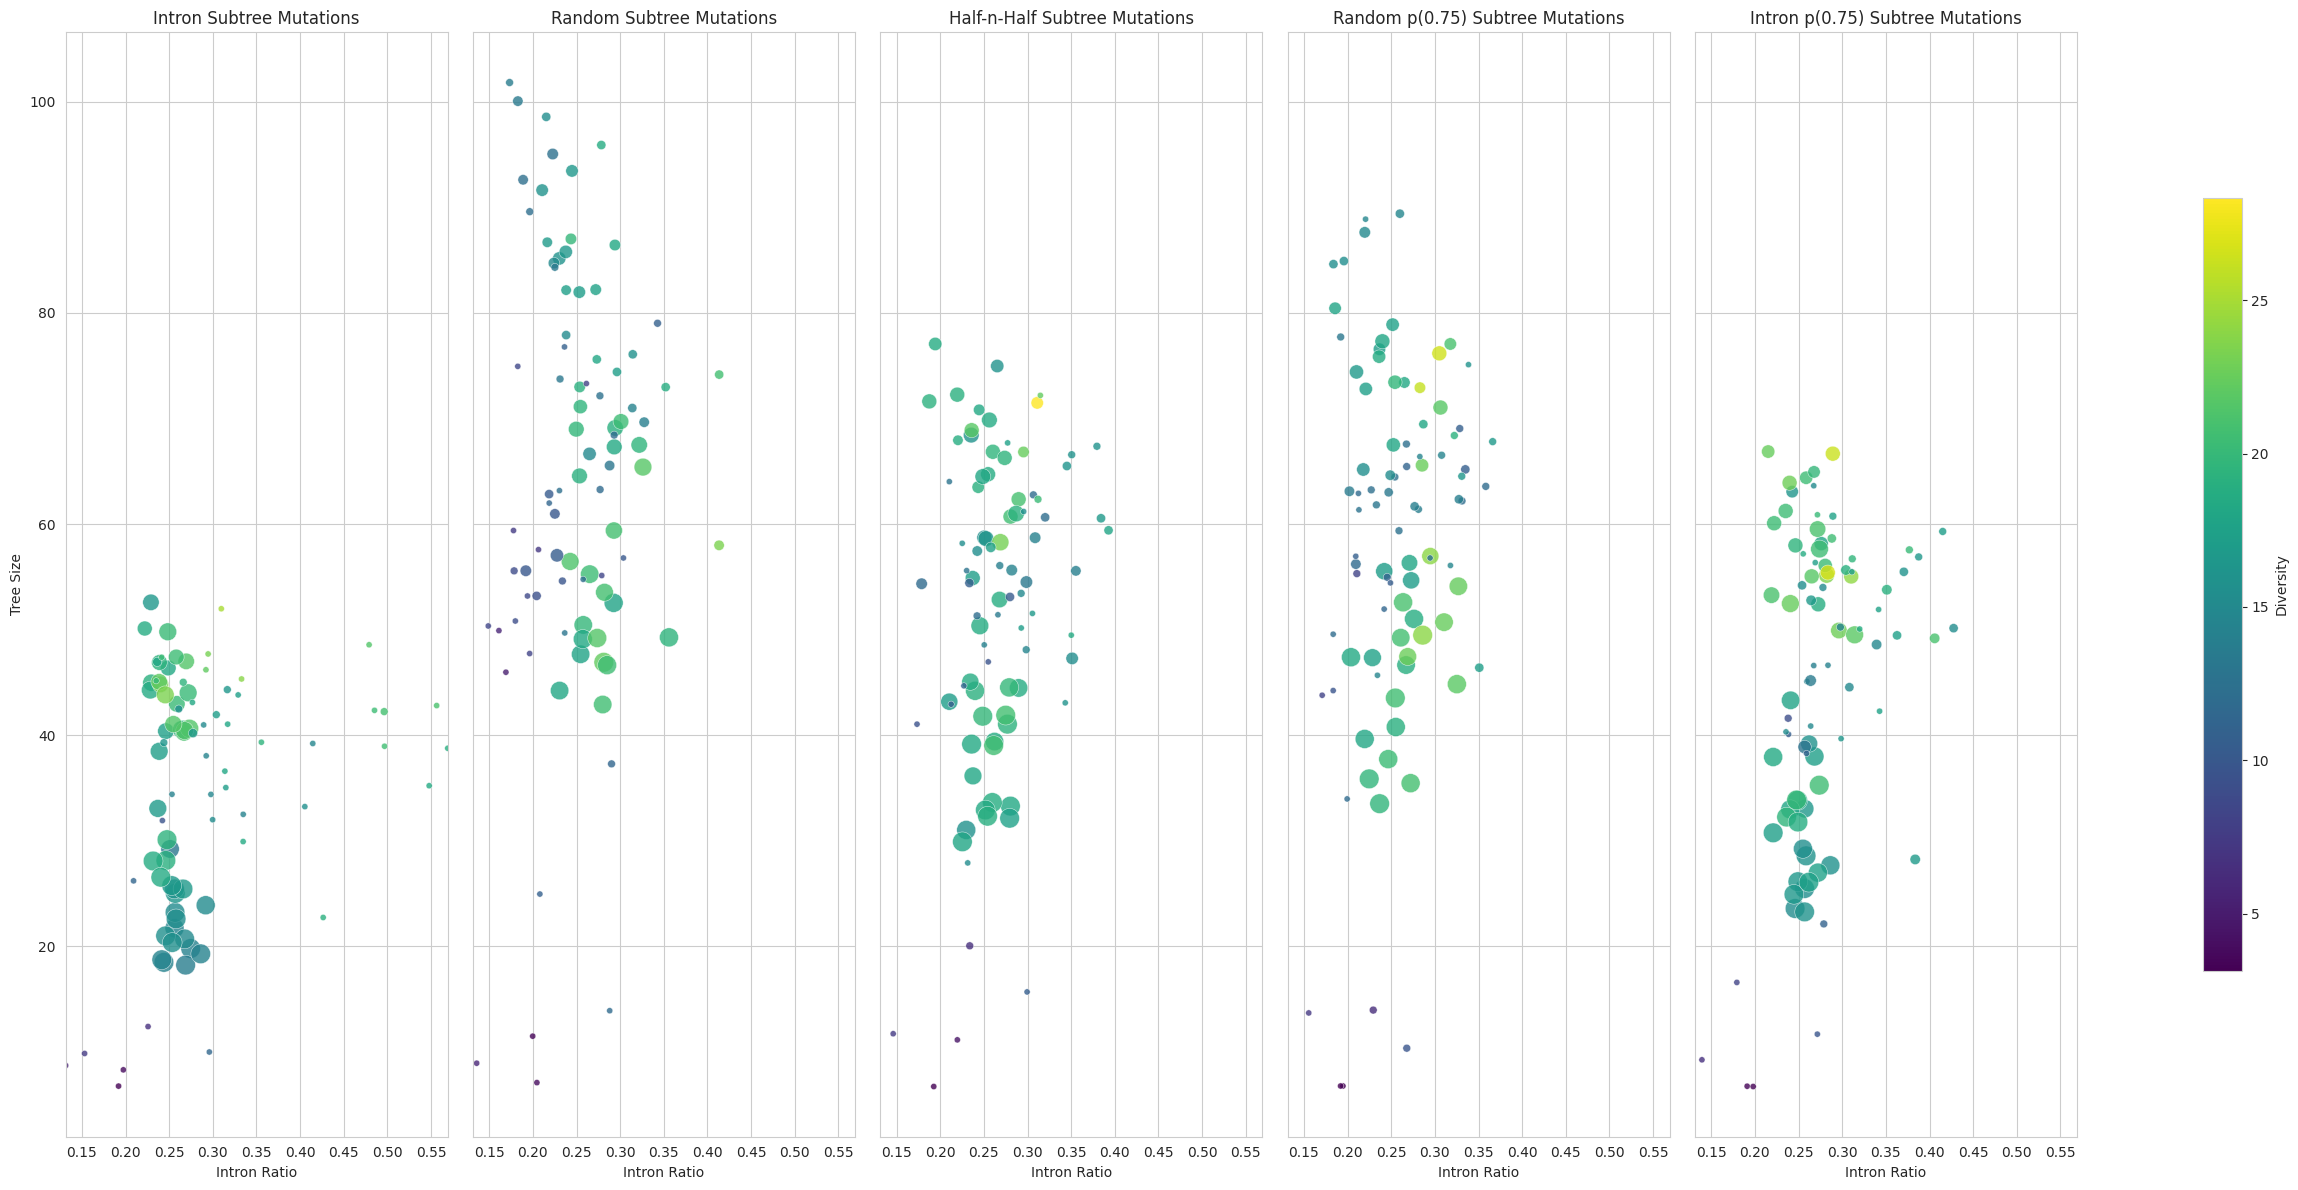 Intron Subtree Mutations
Random Subtree Mutations
Half-n-Half Subtree Mutations
Random p(0.75) Subtree Mutations
Intron p(0.75) Subtree Mutations
100
80
60
40
20
Tree Size
0.15 0.20 0.25 0.30 0.35 0.40 0.45 0.50 0.55
Intron Ratio
0.15 0.20 0.25 0.30 0.35 0.40 0.45 0.50 0.55
Intron Ratio
0.15 0.20 0.25 0.30 0.35 0.40 0.45 0.50 0.55
Intron Ratio
0.15 0.20 0.25 0.30 0.35 0.40 0.45 0.50 0.55
Intron Ratio
0.15 0.20 0.25 0.30 0.35 0.40 0.45 0.50 0.55
Intron Ratio
25
20
15
10
5
Diversity